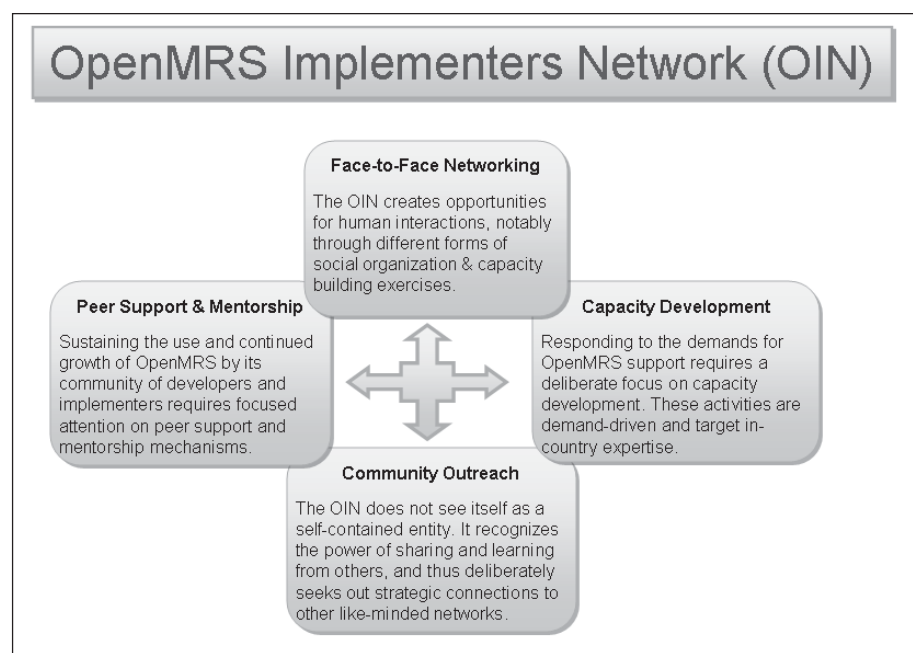 OpenMRS Implementers Network (OIN)
Face-to-Face Networking
The OIN creates opportunities
for human interactions, notably
through different forms of
social organization & capacity
building exercises.
Peer Support & Mentorship
Sustaining the use and continued
growth of OpenMRS by its
community of developers and
implementers requires focused
attention on peer support and
mentorship mechanisms.
Capacity Development
Responding to the demands for
OpenMRS support requires a
deliberate focus on capacity
development. These activities are
demand-driven and target in-
country expertise.
Community Outreach
The OIN does not see itself as a
self-contained entity. It recognizes
the power of sharing and learning
from others, and thus deliberately
seeks out strategic connections to
other like-minded networks.